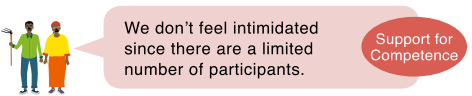 We don't feel intimidated
since there are a limited
number of participants.
Support for
Competence